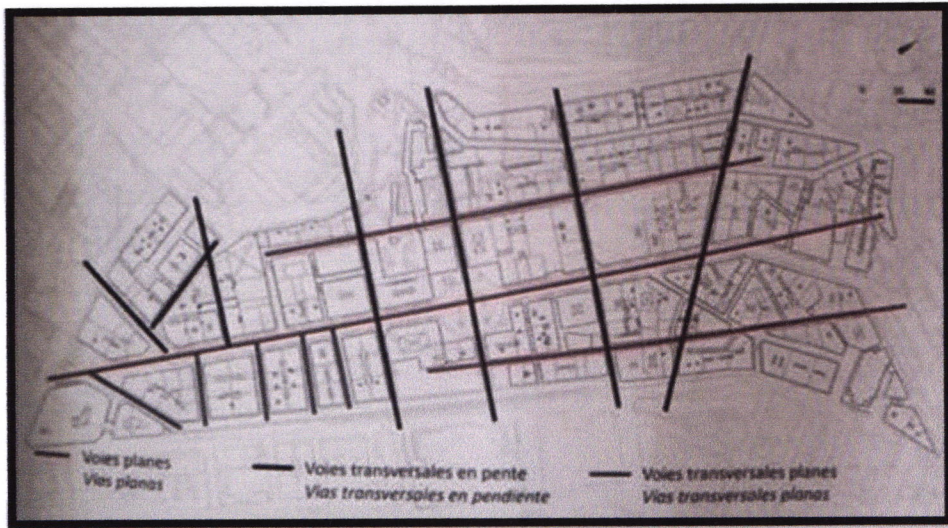 Voies planes
Vías planas
Voies transversales en pente
Vías transversales en pendiente
Voies transversales planes
Vías transversales planas